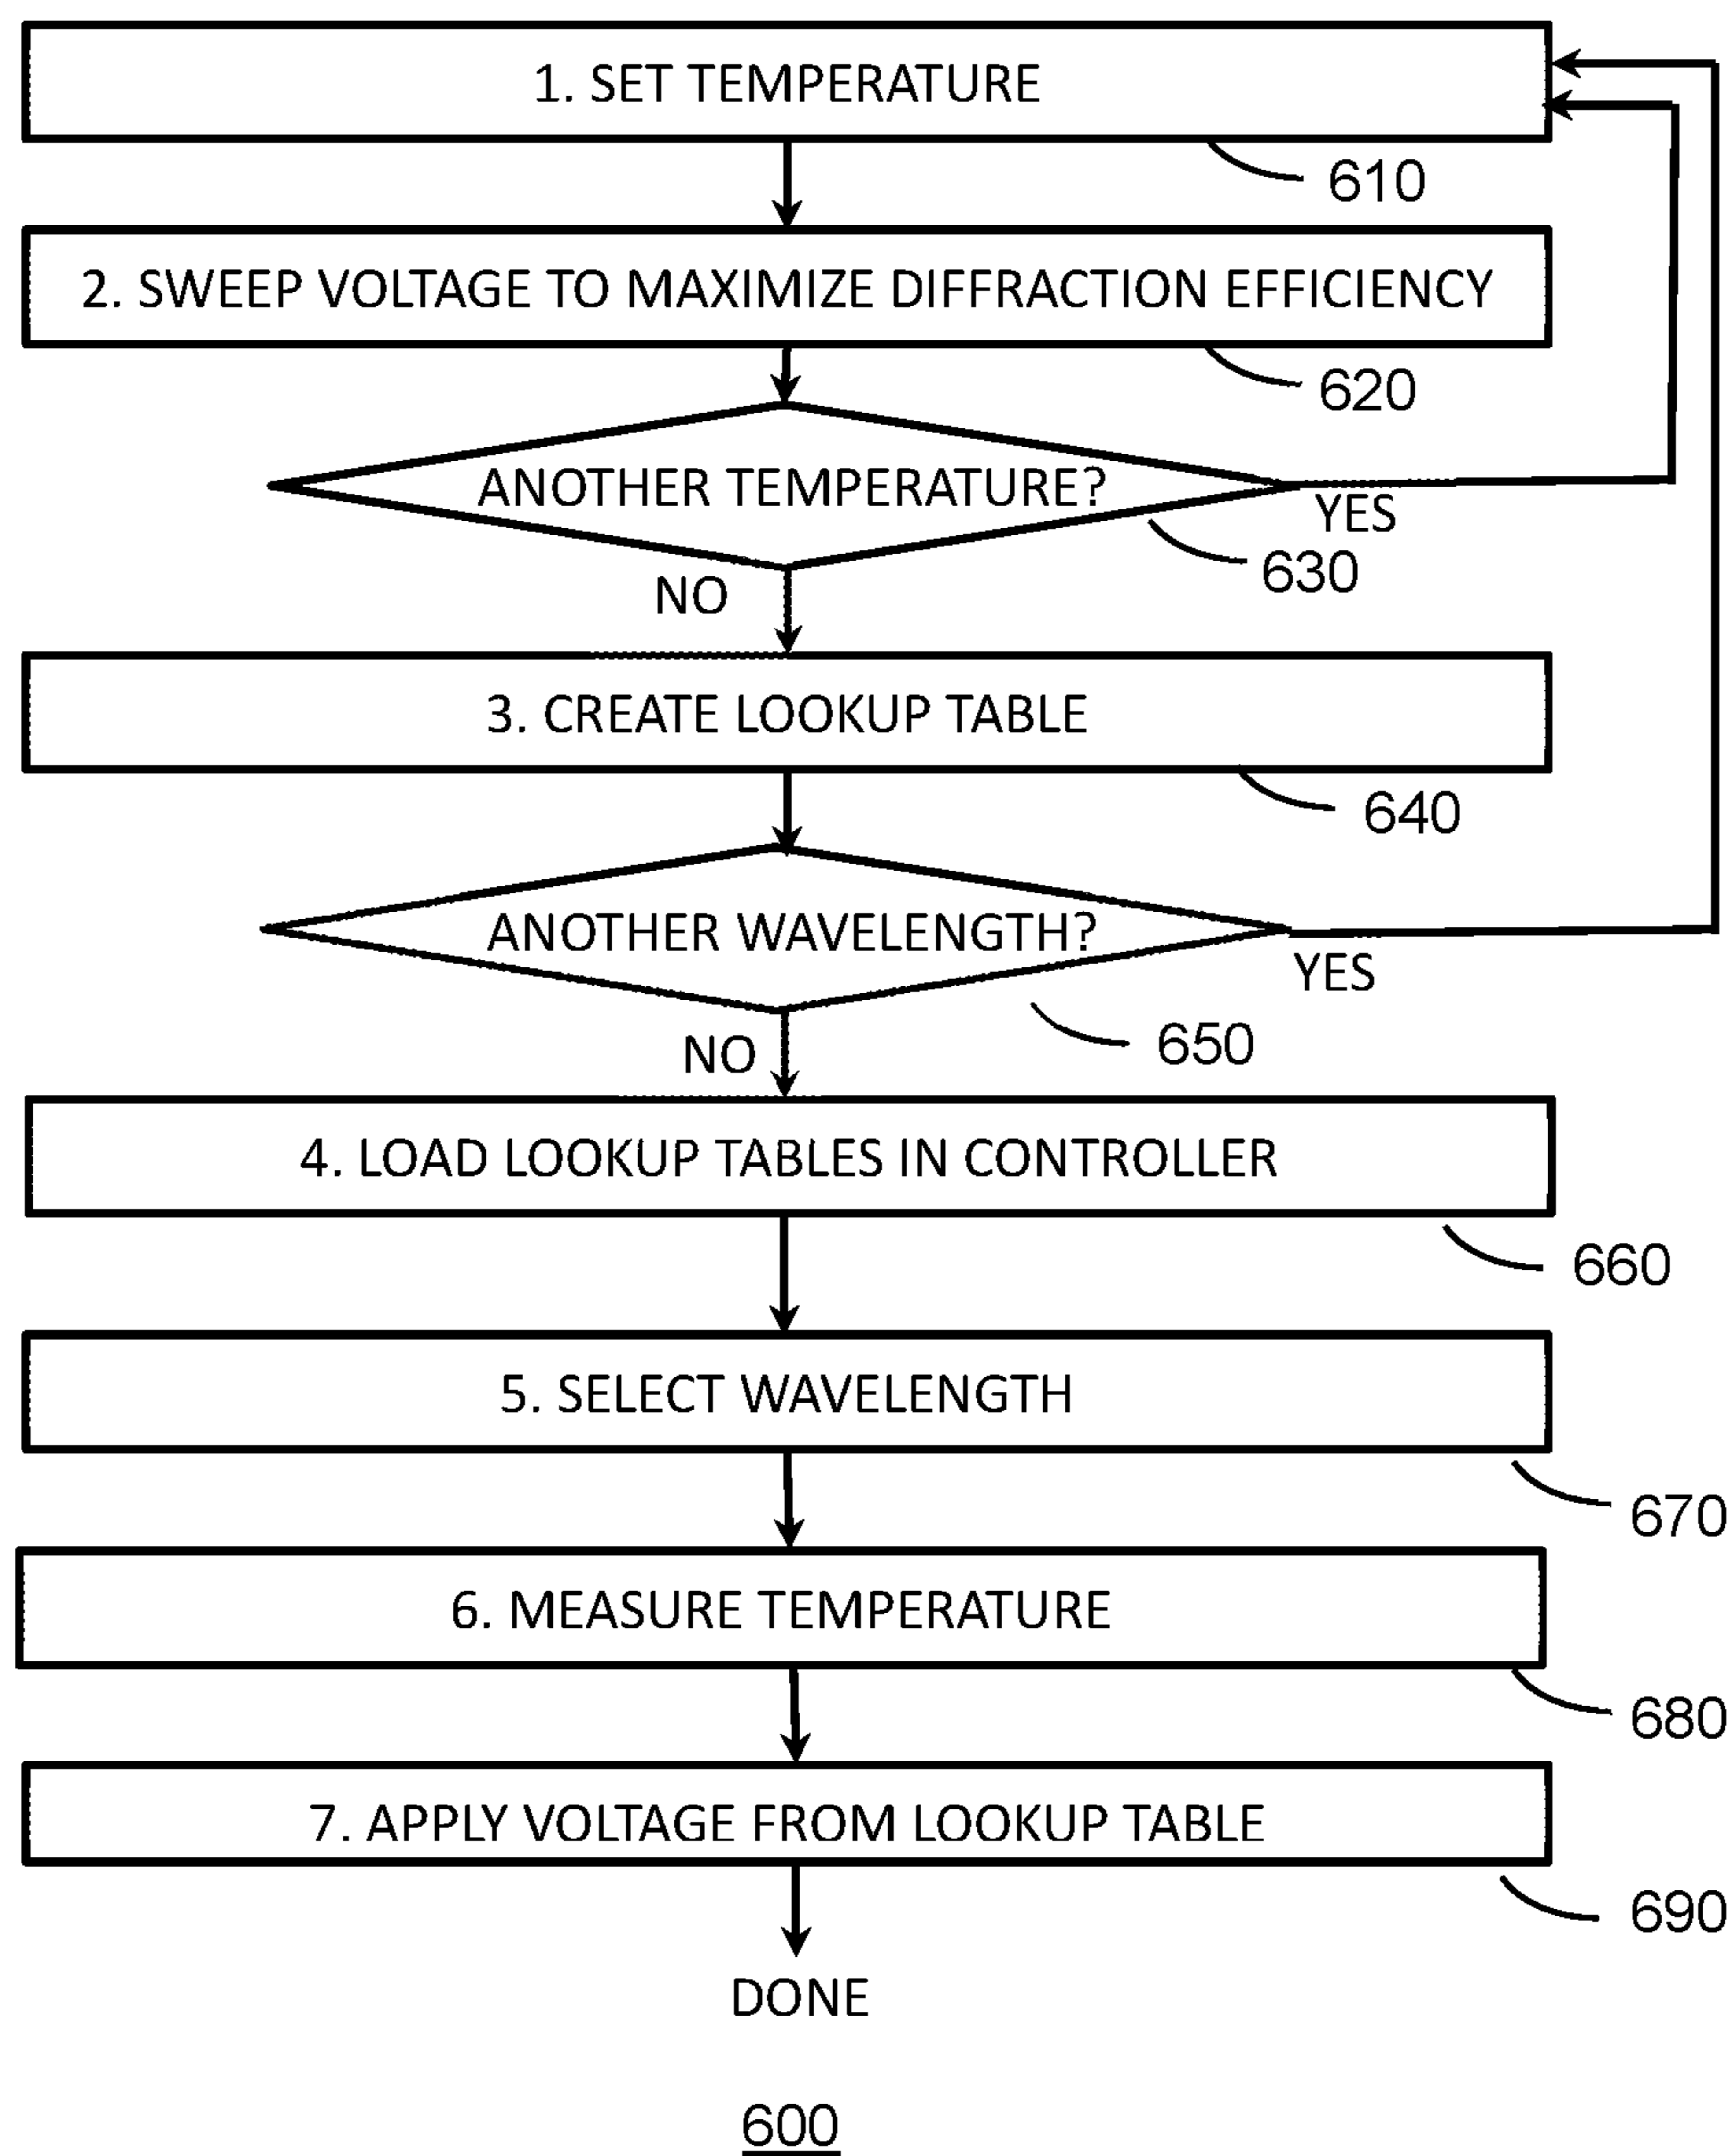 1. SET TEMPERATURE
610
2. SWEEP VOLTAGE TO MAXIMIZE DIFFRACTION EFFICIENCY
620
ANOTHER TEMPERATURE?
YES
630
NO
3. CREATE LOOKUP TABLE
640
ANOTHER WAVELENGTH?
YES
650
NO
4. LOAD LOOKUP TABLES IN CONTROLLER
660
5. SELECT WAVELENGTH
670
6. MEASURE TEMPERATURE
680
7. APPLY VOLTAGE FROM LOOKUP TABLE
690
DONE
600